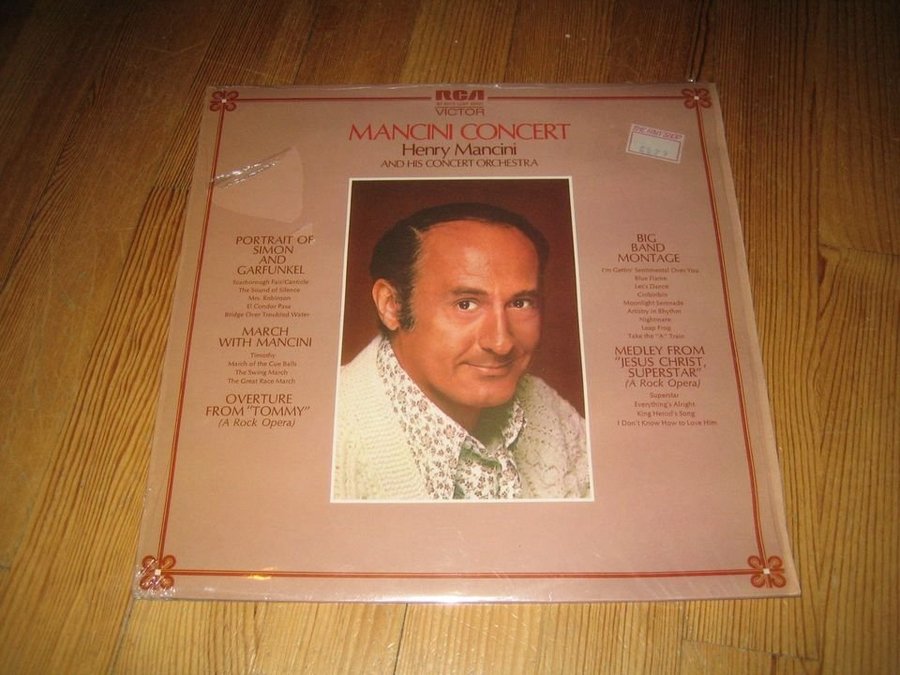 RCA
VICTOR
MANCINI CONCERT
Henry Mancini
AND HIS CONCERT ORCHESTRA
PORTRAIT OF
SIMON
AND
GARFUNKEL
Scarborough Fair/Canticle
The Sound of Silence
Mrs. Robinson
El Condor Pasa
Bridge Over Troubled Water
MARCH
WITH MANCINI
Timothy
March of the Cue Balls
The Swing March
The Great Race March
OVERTURE
FROM "TOMMY"
(A Rock Opera)
BIG
BAND
MONTAGE
I'm Gettin' Sentimental Over You
Blue Flame
Let's Dance
Ciribiribin
Moonlight Serenade
Artistry in Rhythm
Nightmare
Leap Frog
Take the "A" Train
MEDLEY FROM
"JESUS CHRIST,
SUPERSTAR"
(A Rock Opera)
Superstar
Everything's Alright
King Herod's Song
I Don't Know How to Love Him